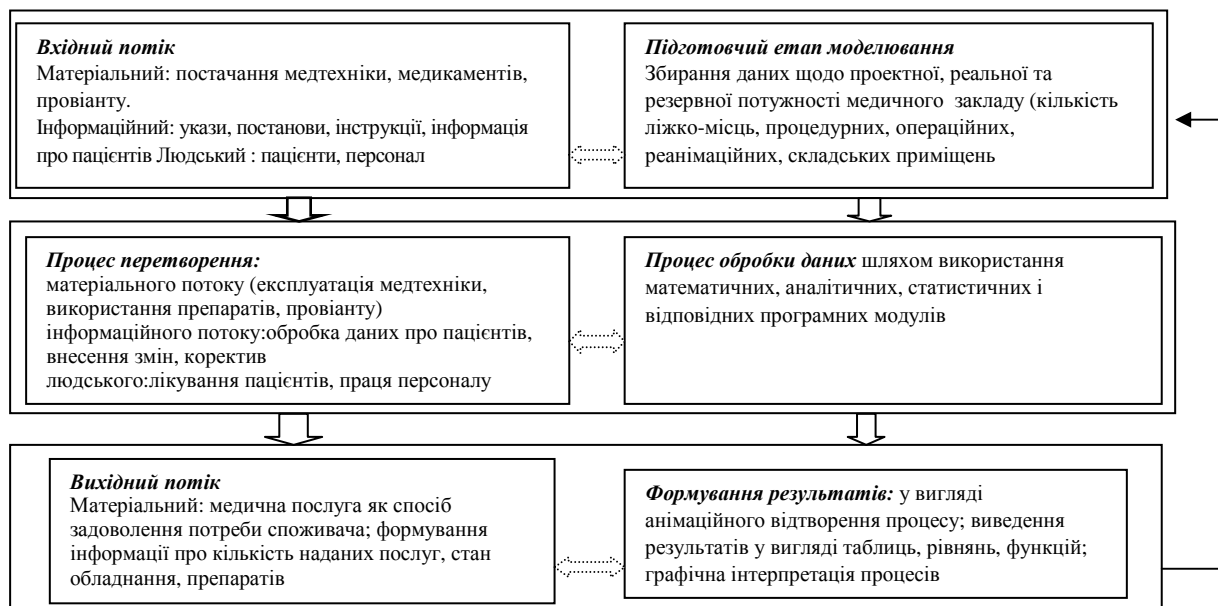 Вхідний потік
Матеріальний: постачання медтехніки, медикаментів,
провіанту.
Інформаційний: укази, постанови, інструкції, інформація
про пацієнтів Людський : пацієнти, персонал
Підготовчий етап моделювання
Збирання даних щодо проектної, реальної та
резервної потужності медичного закладу (кількість
ліжко-місць, процедурних, операційних,
реанімаційних, складських приміщень
Процес перетворення:
матеріального потоку (експлуатація медтехніки,
використання препаратів, провіанту)
інформаційного потоку:обробка даних про пацієнтів,
внесення змін, коректив
людського:лікування пацієнтів, праця персоналу
Процес обробки даних шляхом використання
математичних, аналітичних, статистичних і
відповідних програмних модулів
Вихідний потік
Матеріальний: медична послуга як спосіб
задоволення потреби споживача; формування
інформації про кількість наданих послуг, стан
обладнання, препаратів
Формування результатів: у вигляді
анімаційного відтворення процесу; виведення
результатів у вигляді таблиць, рівнянь, функцій;
графічна інтерпретація процесів